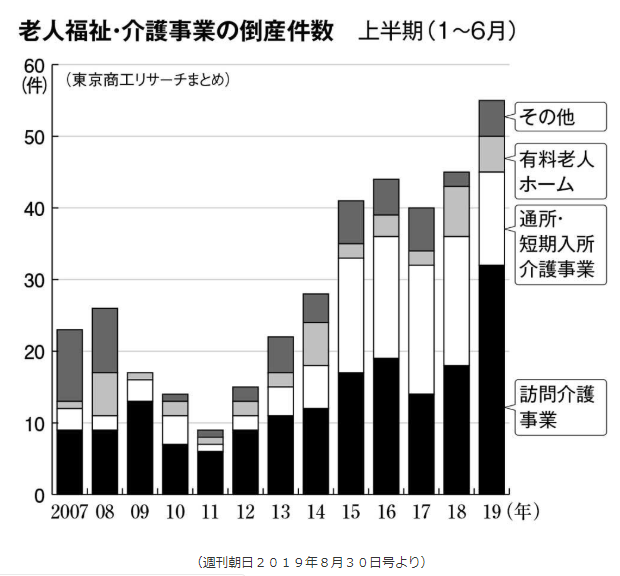 老人福祉・介護事業の倒産件数　上半期（1〜6月）
60
（件）
（東京商工リサーチまとめ）
50
40
30
20
10
0
その他
有料老人
ホーム
通所・
短期入所
介護事業
訪問介護
事業
2007 08 09 10 11 12 13 14 15 16 17 18 19（年）
（週刊朝日２０１９年８月３０日号より）